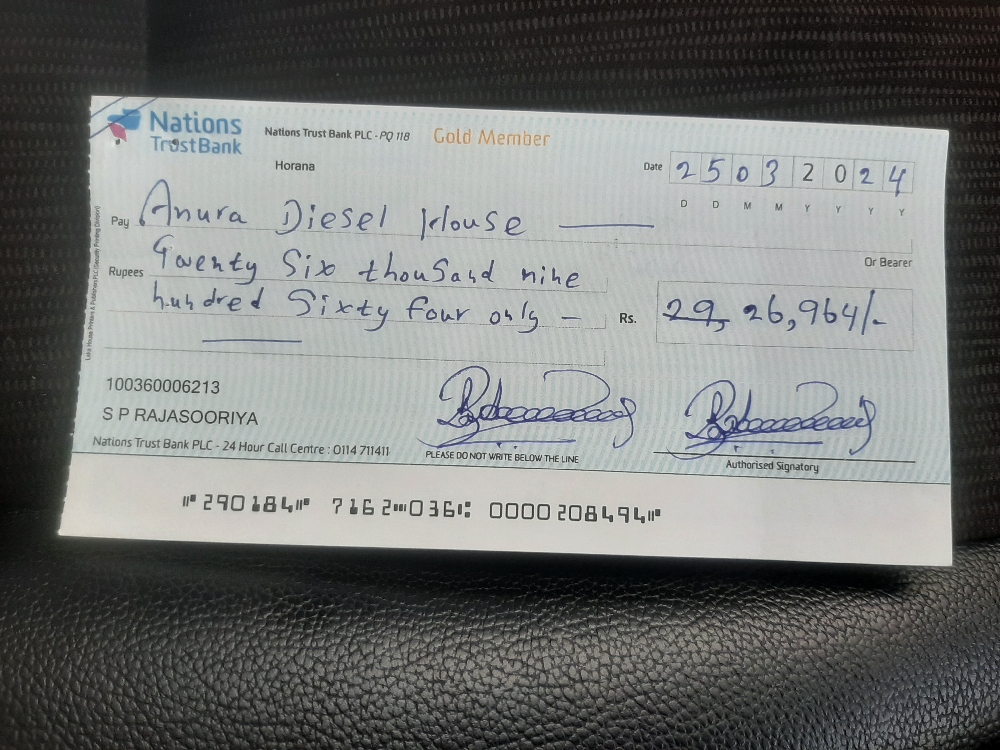 Nations
Trust Bank
Nations Trust Bank PLC - PQ 118
Gold Member
Horana
Date 25032024
D D M M Y Y Y Y
Pay Anura Diesel House
Or Bearer
Rupees Twenty Six thousand nine
hundred Sixty four only -
Rs. 29, 26,964/-
100360006213
S P RAJASOORIYA
Nations Trust Bank PLC - 24 Hour Call Centre : 0114 711411
PLEASE DO NOT WRITE BELOW THE LINE
Authorised Signatory
⑈290184⑈ 7162⑉036⑆ 0000208494⑈